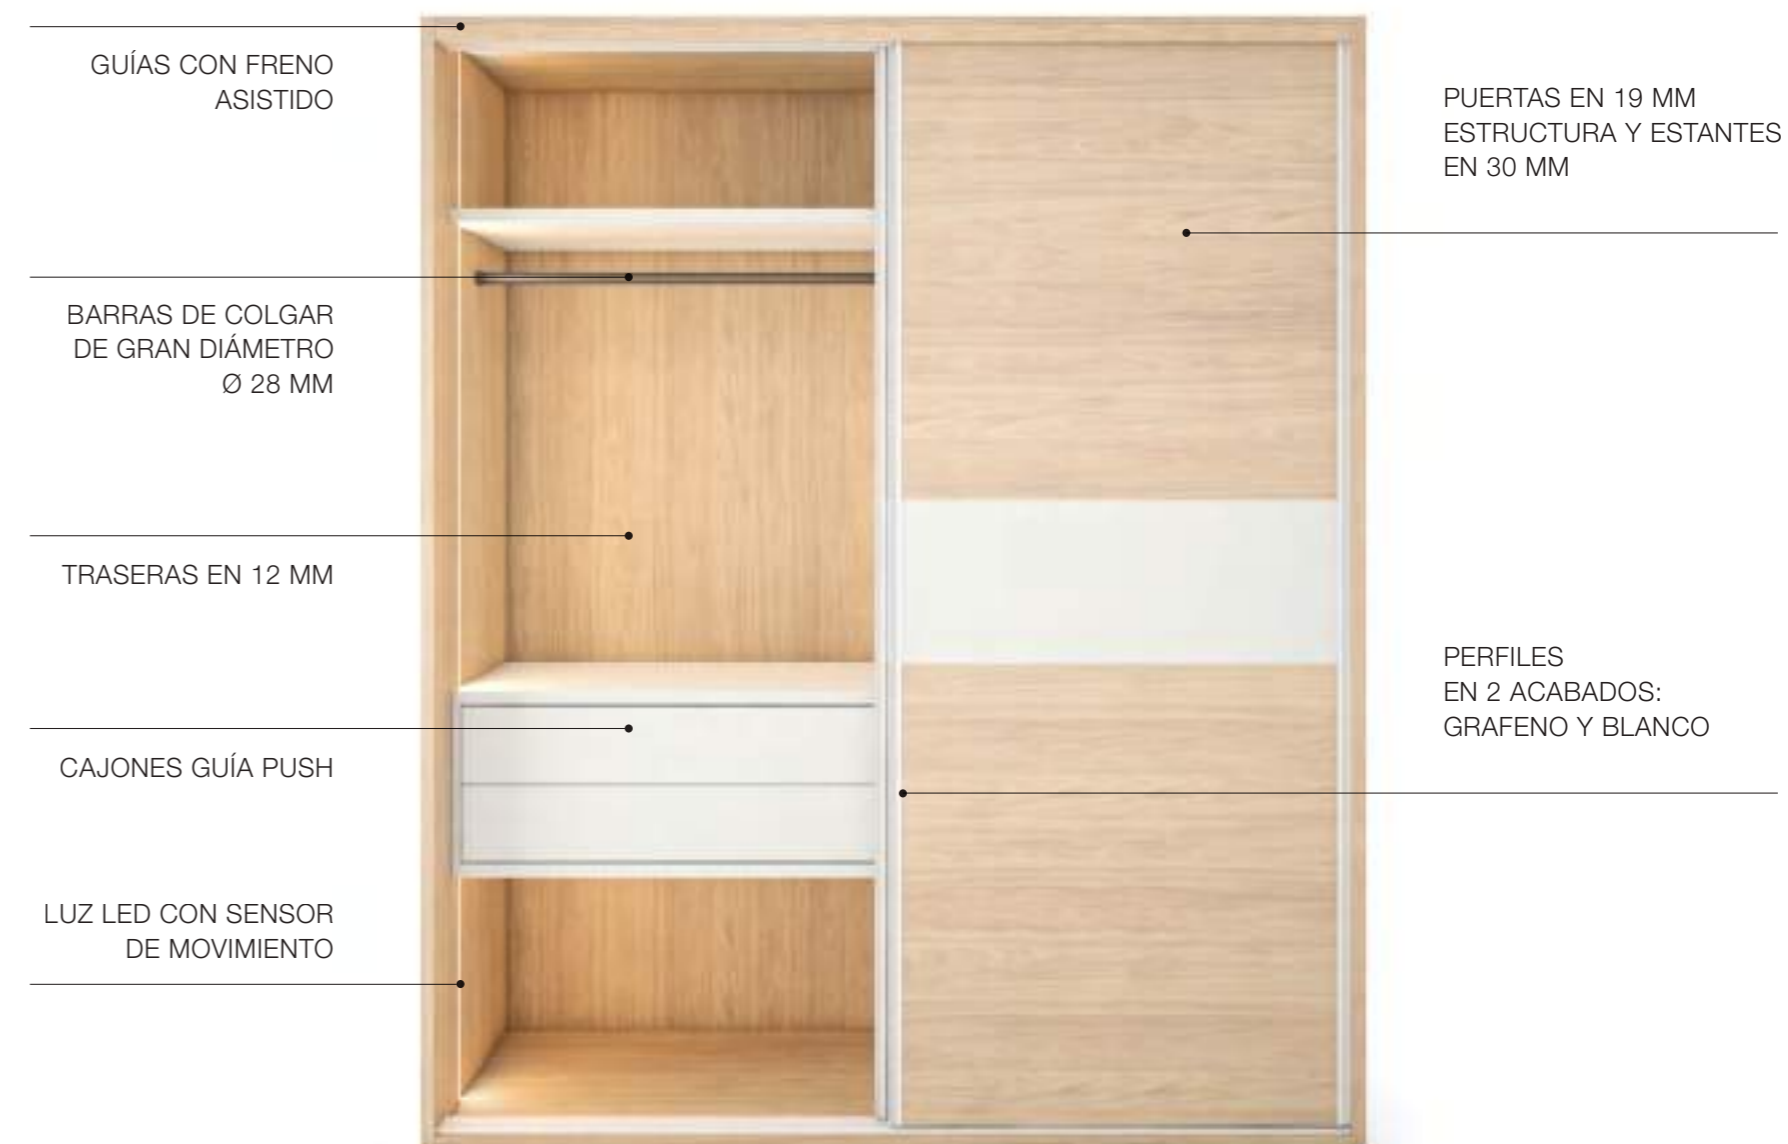 GUÍAS CON FRENO
ASISTIDO
BARRAS DE COLGAR
DE GRAN DIÁMETRO
Ø 28 MM
TRASERAS EN 12 MM
CAJONES GUÍA PUSH
LUZ LED CON SENSOR
DE MOVIMIENTO
PUERTAS EN 19 MM
ESTRUCTURA Y ESTANTES
EN 30 MM
PERFILES
EN 2 ACABADOS:
GRAFENO Y BLANCO